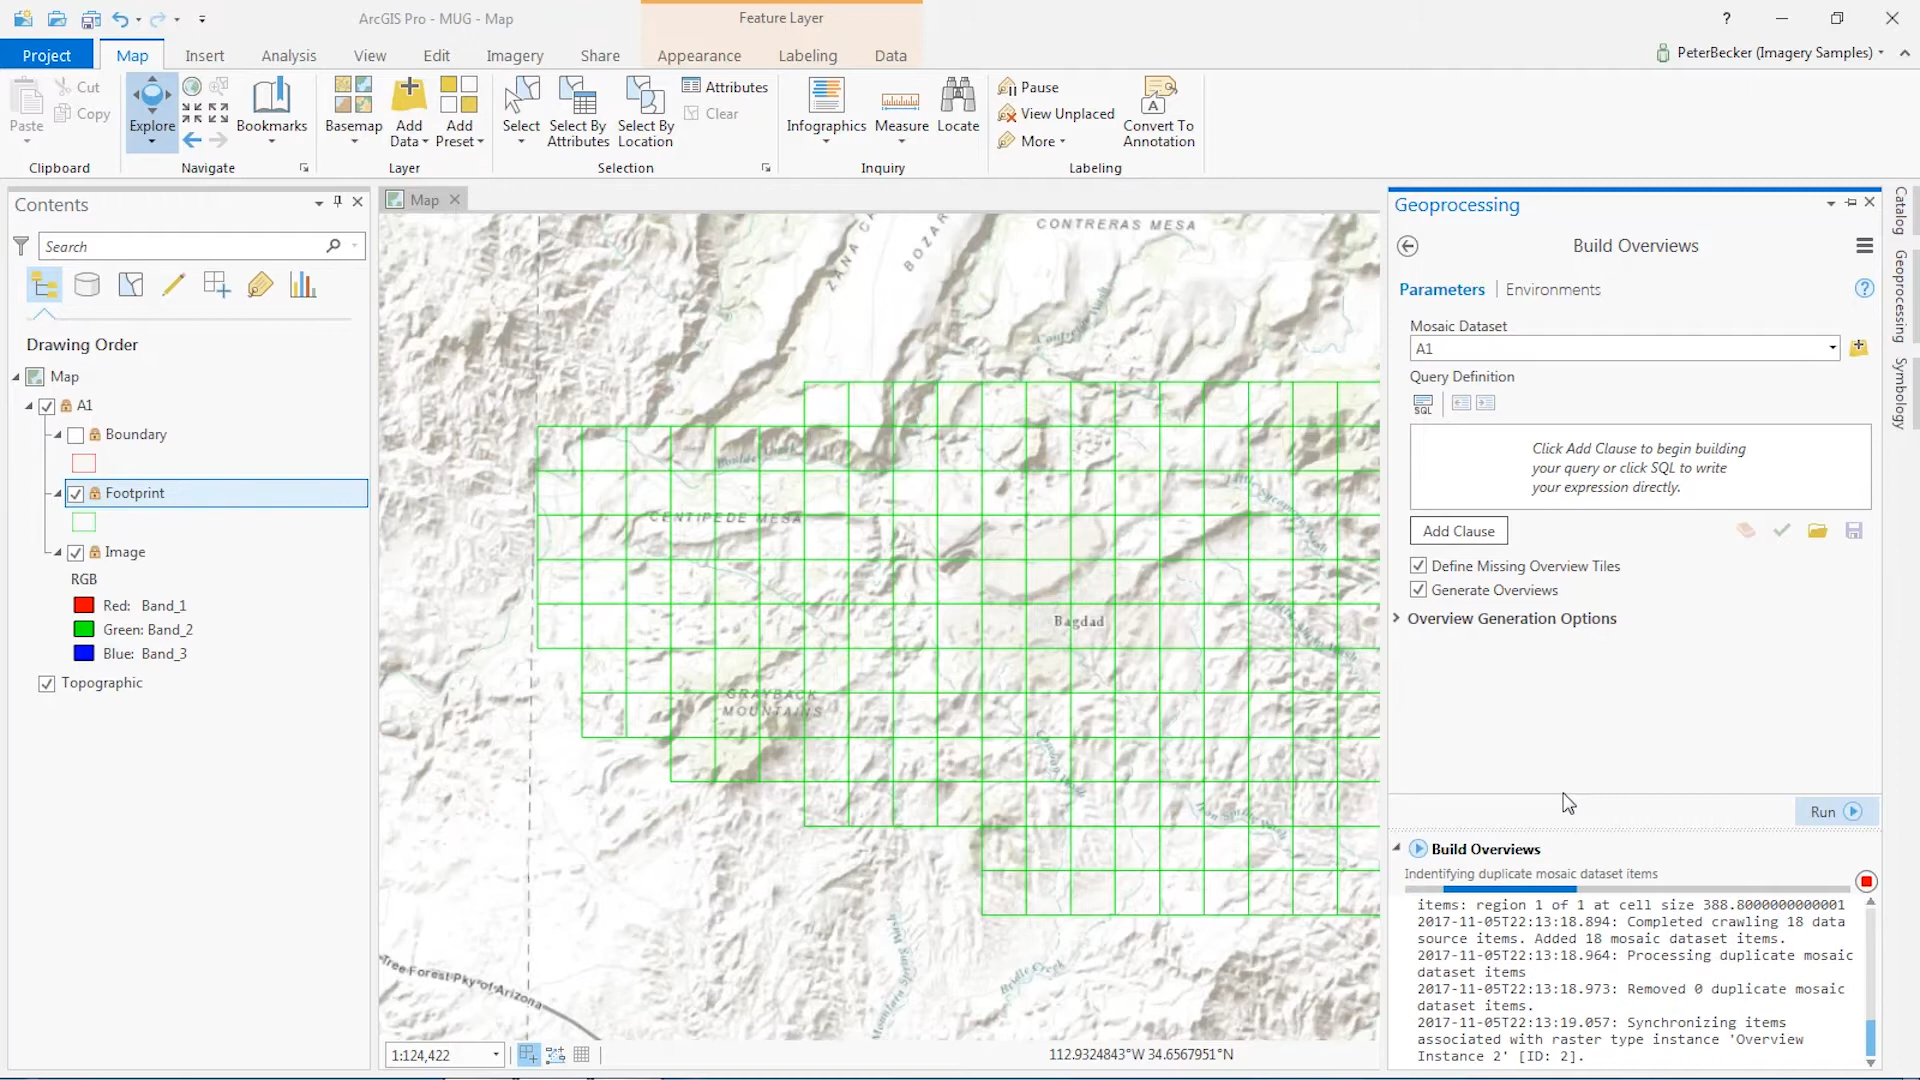 ArcGIS Pro - MUG - Map
Feature Layer
?
Project
Map
Insert
Analysis
View
Edit
Imagery
Share
Appearance
Labeling
Data
PeterBecker (Imagery Samples)
Paste
Cut
Copy
Clipboard
Explore
Bookmarks
Navigate
Basemap
Add Data
Add Preset
Layer
Select
Select By Attributes
Select By Location
Attributes
Clear
Selection
Infographics
Measure
Locate
Inquiry
Pause
View Unplaced
More
Convert To Annotation
Labeling
Contents
Search
Drawing Order
Map
A1
Boundary
Footprint
Image
RGB
Red: Band_1
Green: Band_2
Blue: Band_3
Topographic
Map
CONTRERAS MESA
CENTIPEDE MESA
Bagdad
GRAYBACK
MOUNTAINS
Tree Forest Pky of Arizona
Bridle Creek
1:124,422
112.9324843°W 34.6567951°N
Geoprocessing
Build Overviews
Parameters
Environments
?
Mosaic Dataset
A1
Query Definition
SQL
Click Add Clause to begin building
your query or click SQL to write
your expression directly.
Add Clause
Define Missing Overview Tiles
Generate Overviews
Overview Generation Options
Run
Build Overviews
Indentifying duplicate mosaic dataset items
items: region 1 of 1 at cell size 388.8000000000001
2017-11-05T22:13:18.894: Completed crawling 18 data
source items. Added 18 mosaic dataset items.
2017-11-05T22:13:18.964: Processing duplicate mosaic
dataset items
2017-11-05T22:13:18.973: Removed 0 duplicate mosaic
dataset items.
2017-11-05T22:13:19.057: Synchronizing items
associated with raster type instance 'Overview
Instance 2' [ID: 2].
Catalog
Geoprocessing
Symbology